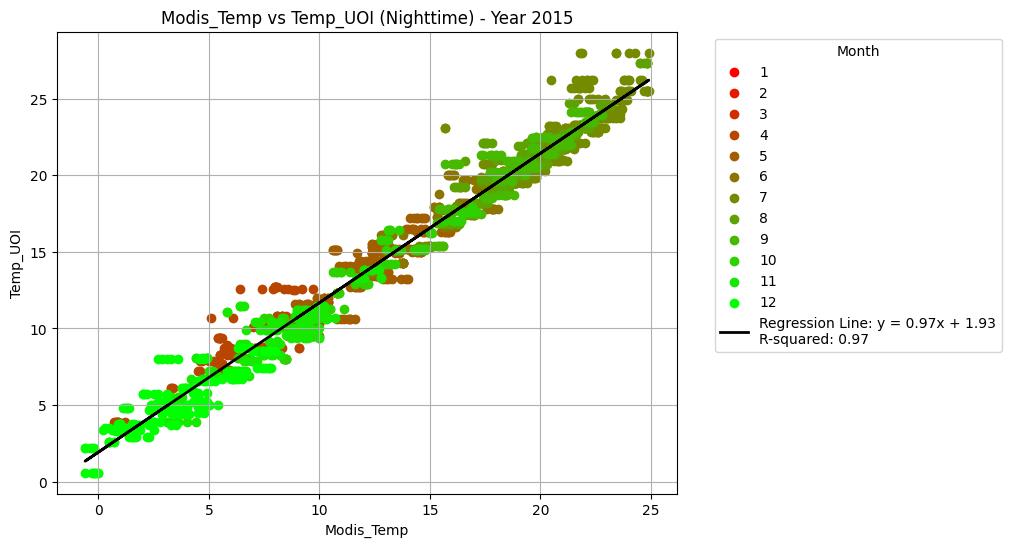 Modis_Temp vs Temp_UOI (Nighttime) - Year 2015
Temp_UOI
25
20
15
10
5
0
0 5 10 15 20 25
Modis_Temp
Month
1
2
3
4
5
6
7
8
9
10
11
12
Regression Line: y = 0.97x + 1.93
R-squared: 0.97